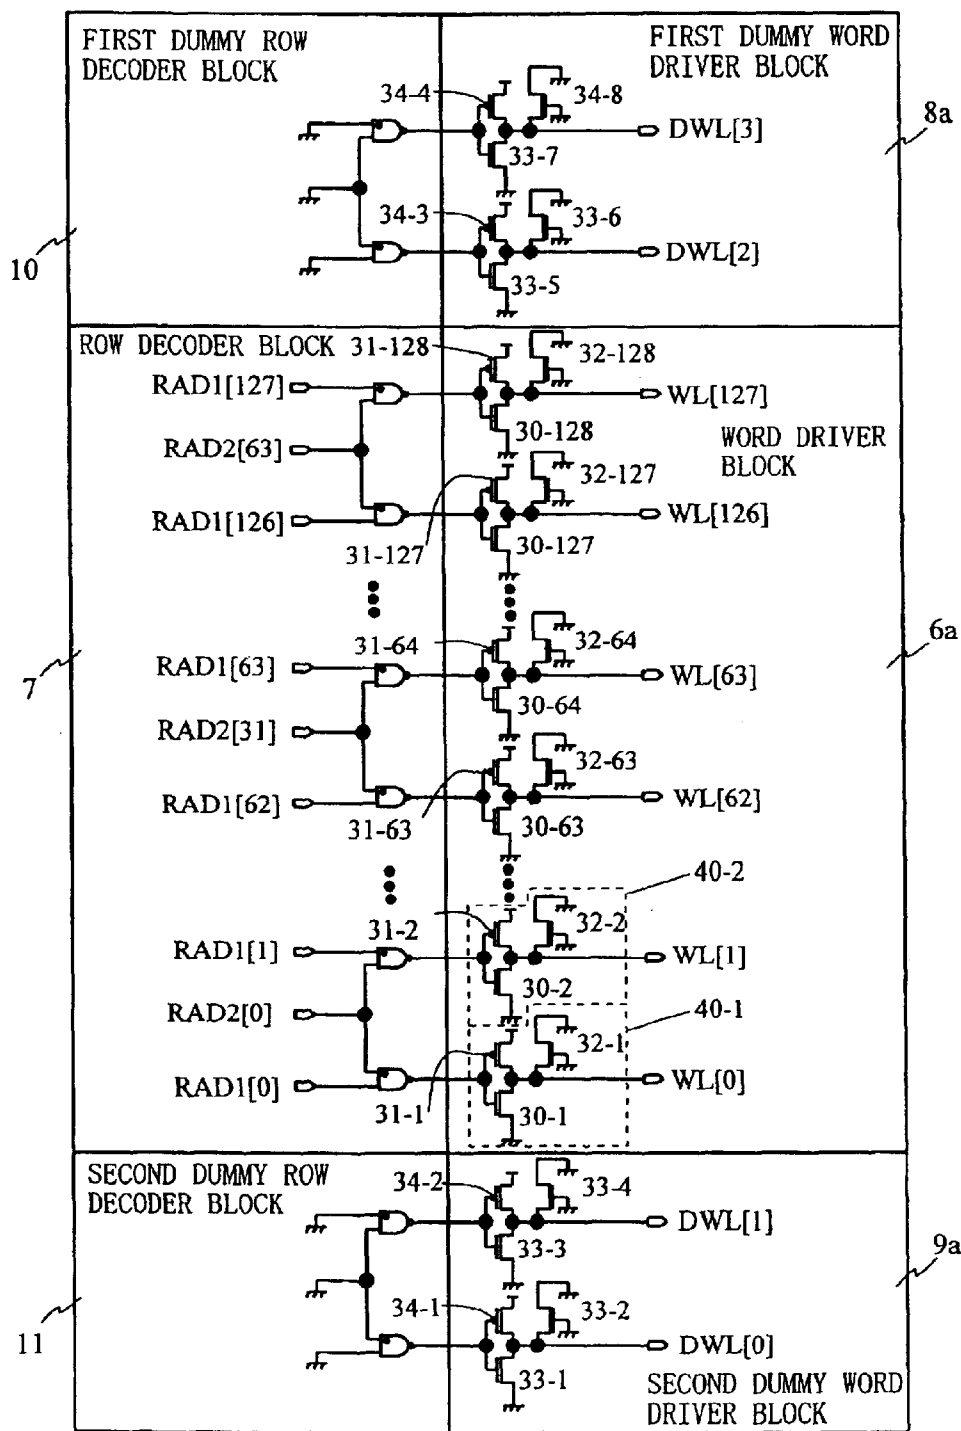 FIRST DUMMY ROW
DECODER BLOCK
FIRST DUMMY WORD
DRIVER BLOCK
34-4
34-8
8a
DWL[3]
33-7
34-3
33-6
10
DWL[2]
33-5
ROW DECODER BLOCK
31-128
32-128
RAD1[127]
WL[127]
30-128
RAD2[63]
WORD DRIVER
BLOCK
32-127
RAD1[126]
WL[126]
31-127
30-127
31-64
32-64
6a
7
RAD1[63]
WL[63]
30-64
RAD2[31]
32-63
RAD1[62]
WL[62]
31-63
30-63
40-2
31-2
32-2
RAD1[1]
WL[1]
30-2
RAD2[0]
40-1
32-1
RAD1[0]
WL[0]
31-1
30-1
SECOND DUMMY ROW
DECODER BLOCK
34-2
33-4
DWL[1]
33-3
9a
34-1
33-2
11
DWL[0]
33-1
SECOND DUMMY WORD
DRIVER BLOCK